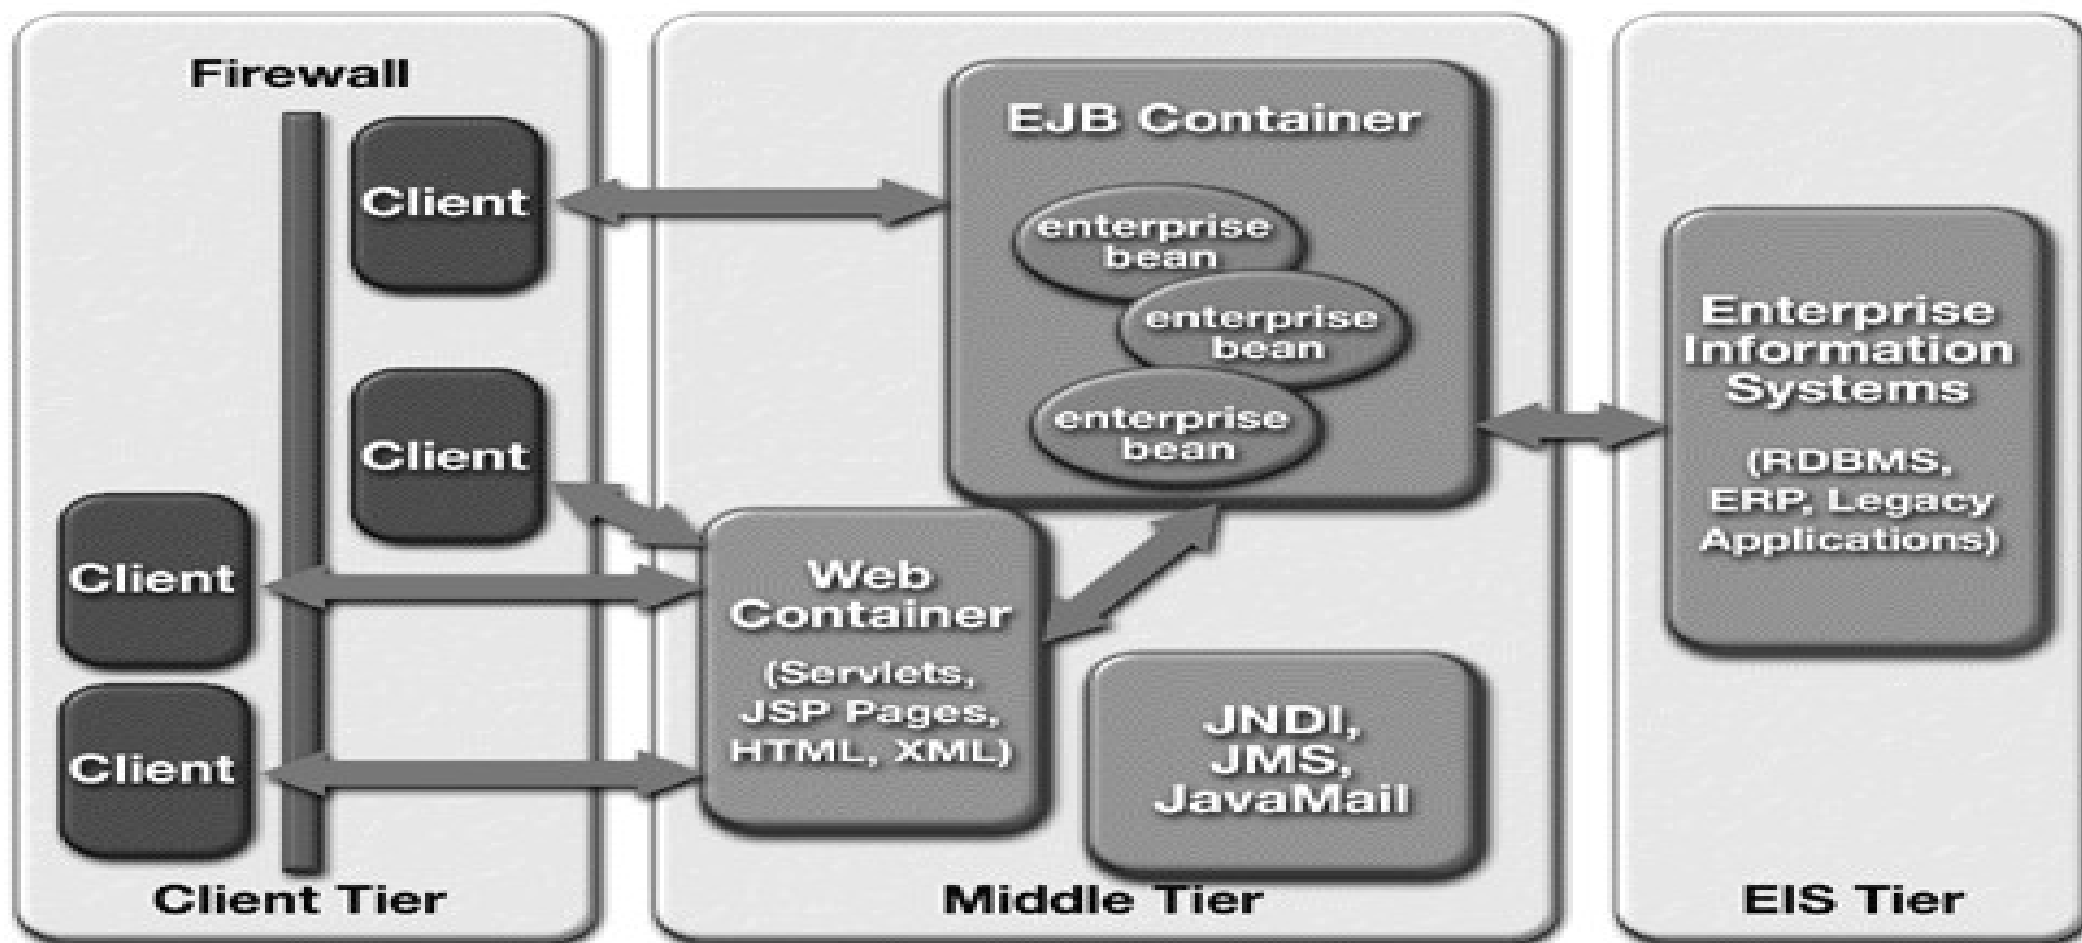 Firewall
Client
Client
Client
Client
Client Tier
EJB Container
enterprise
bean
enterprise
bean
enterprise
bean
Web
Container
(Servlets,
JSP Pages,
HTML, XML)
JNDI,
JMS,
JavaMail
Middle Tier
Enterprise
Information
Systems
(RDBMS,
ERP, Legacy
Applications)
EIS Tier